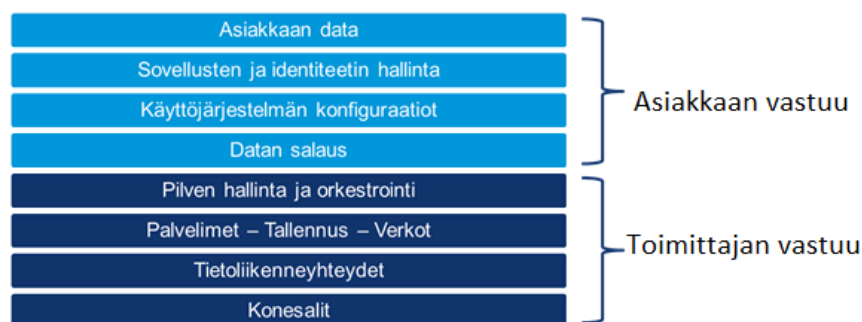 Asiakkaan data
Sovellusten ja identiteetin hallinta
Käyttöjärjestelmän konfiguraatiot
Datan salaus
Asiakkaan vastuu
Pilven hallinta ja orkestrointi
Palvelimet – Tallennus – Verkot
Tietoliikenneyhteydet
Konesalit
Toimittajan vastuu